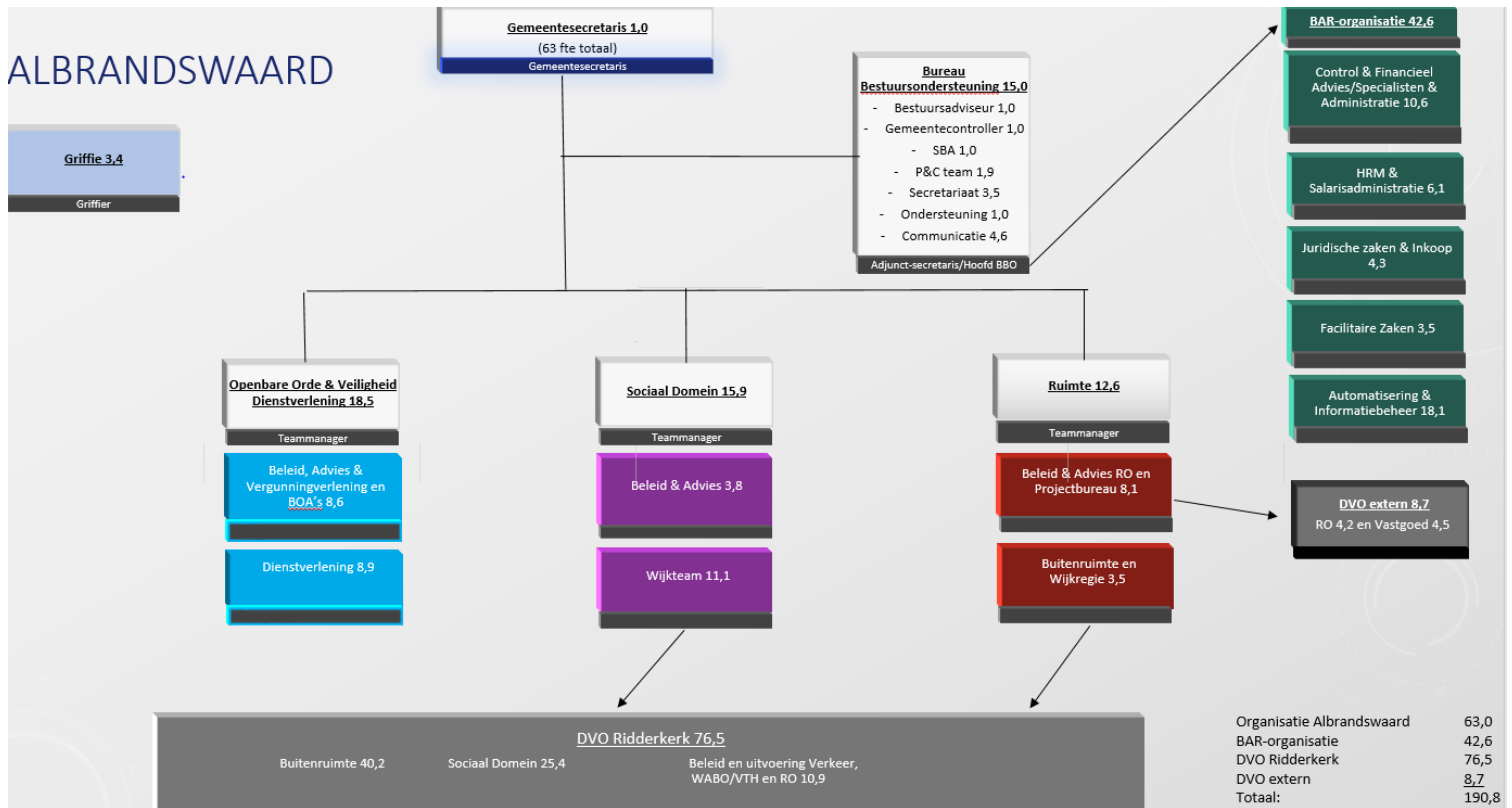 ALBRANDSWAARD
Gemeentesecretaris 1,0
(63 fte totaal)
Gemeentesecretaris
Griffie 3,4
Griffier
Bureau
Bestuursondersteuning 15,0
- Bestuursadviseur 1,0
- Gemeentecontroller 1,0
- SBA 1,0
- P&C team 1,9
- Secretariaat 3,5
- Ondersteuning 1,0
- Communicatie 4,6
Adjunct-secretaris/Hoofd BBO
BAR-organisatie 42,6
Control & Financieel
Advies/Specialisten &
Administratie 10,6
HRM &
Salarisadministratie 6,1
Juridische zaken & Inkoop
4,3
Facilitaire Zaken 3,5
Automatisering &
Informatiebeheer 18,1
Openbare Orde & Veiligheid
Dienstverlening 18,5
Teammanager
Beleid, Advies &
Vergunningverlening en
BOA's 8,6
Dienstverlening 8,9
Sociaal Domein 15,9
Teammanager
Beleid & Advies 3,8
Wijkteam 11,1
Ruimte 12,6
Teammanager
Beleid & Advies RO en
Projectbureau 8,1
Buitenruimte en
Wijkregie 3,5
DVO extern 8,7
RO 4,2 en Vastgoed 4,5
DVO Ridderkerk 76,5
Buitenruimte 40,2
Sociaal Domein 25,4
Beleid en uitvoering Verkeer,
WABO/VTH en RO 10,9
Organisatie Albrandswaard 63,0
BAR-organisatie 42,6
DVO Ridderkerk 76,5
DVO extern 8,7
Totaal: 190,8